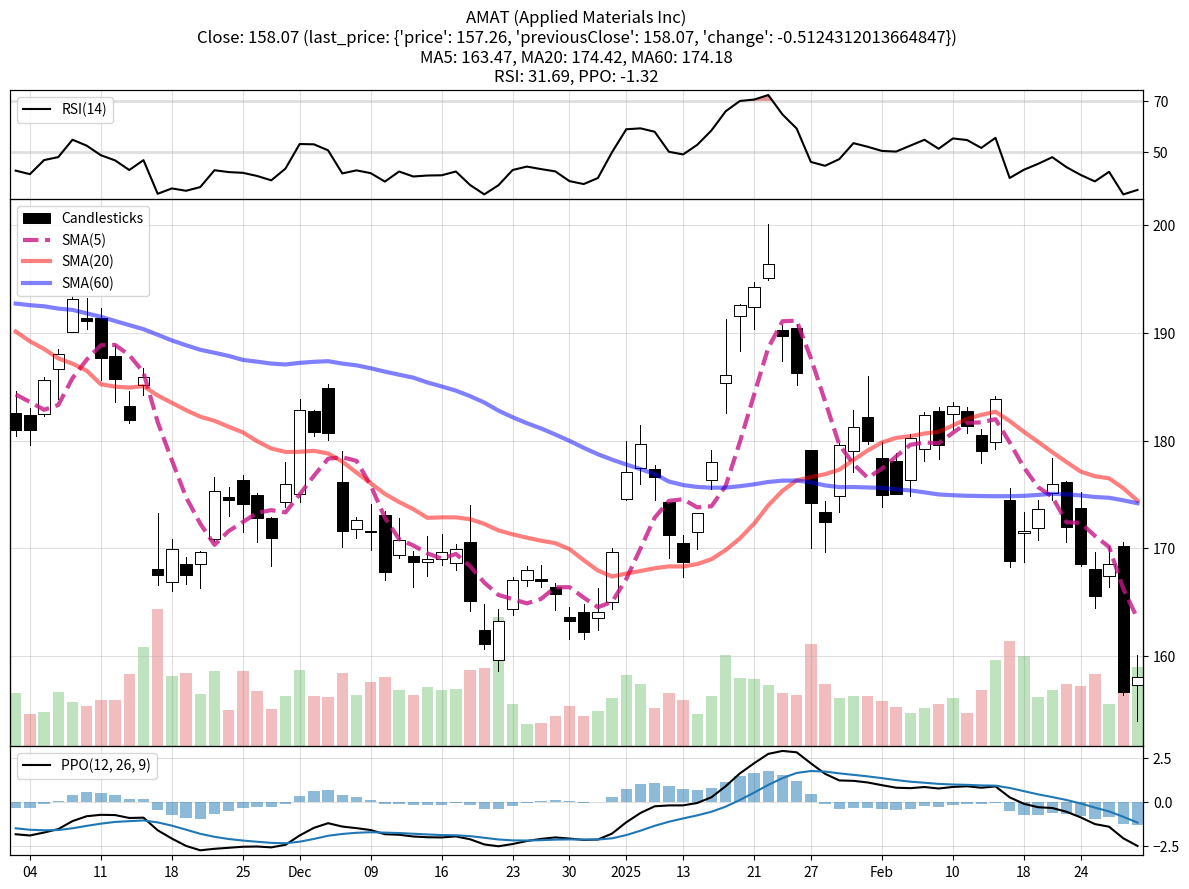 AMAT (Applied Materials Inc)
Close: 158.07 (last_price: {'price': 157.26, 'previousClose': 158.07, 'change': -0.5124312013664847})
MA5: 163.47, MA20: 174.42, MA60: 174.18
RSI: 31.69, PPO: -1.32
RSI(14)
70
50
Candlesticks
SMA(5)
SMA(20)
SMA(60)
200
190
180
170
160
PPO(12, 26, 9)
2.5
0.0
−2.5
04 11 18 25 Dec 09 16 23 30 2025 13 21 27 Feb 10 18 24